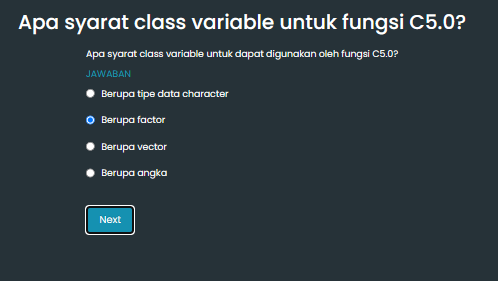 Apa syarat class variable untuk fungsi C5.0?
Apa syarat class variable untuk dapat digunakan oleh fungsi C5.0?
JAWABAN
Berupa tipe data character
Berupa factor
Berupa vector
Berupa angka
Next